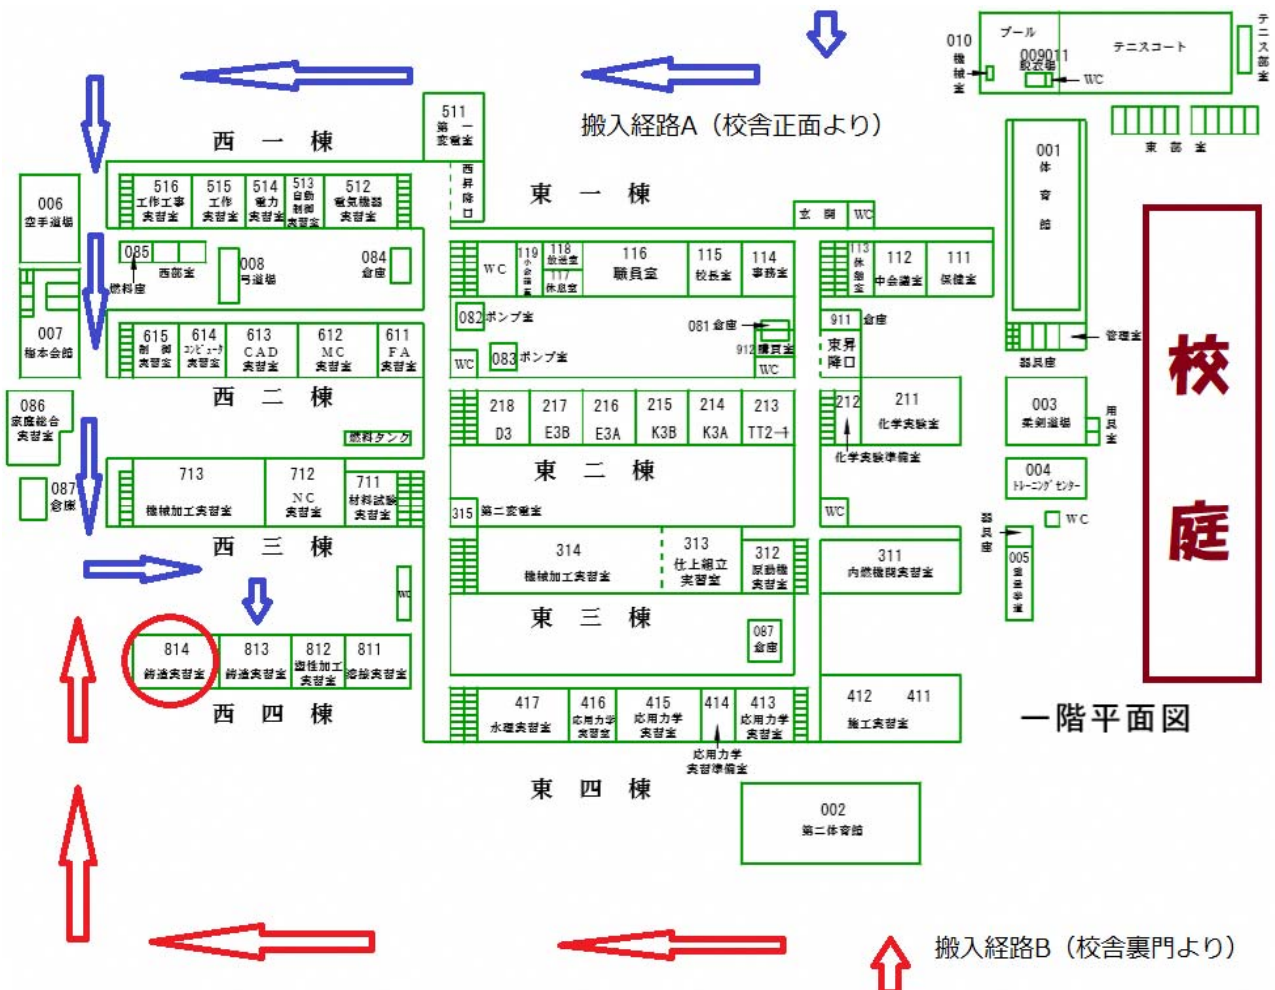 プール
テニスコート
テニス部室
010
機械室
009011
脱衣場
WC
東部室
搬入経路A（校舎正面より）
511
第一
変電室
西昇降口
西一棟
東一棟
516
工作工事
実習室
515
工作
実習室
514
電力
実習室
513
自動
制御
実習室
512
電気機器
実習室
006
空手道場
085
燃料庫
西部室
008
弓道場
084
倉庫
玄関
WC
WC
119
118
放送室
117
休息室
116
職員室
115
校長室
114
事務室
113
休憩室
112
中会議室
111
保健室
001
体育館
管理室
器具庫
校庭
007
082
ポンプ室
083
ポンプ室
WC
081
倉庫
912
購買室
WC
911
倉庫
東昇降口
615
制御
実習室
614
コンピュータ
実習室
613
CAD
実習室
612
MC
実習室
611
FA
実習室
西二棟
086
家庭総合
実習室
087
倉庫
燃料タンク
218
D3
217
E3B
216
E3A
215
K3B
214
K3A
213
TT2-1
212
化学実験準備室
211
化学実験室
東二棟
003
柔剣道場
用具室
004
トレーニングセンター
WC
器具庫
005
重量挙道場
713
機械加工実習室
712
NC
実習室
711
材料試験
実習室
西三棟
315
第二変電室
WC
314
機械加工実習室
313
仕上組立
実習室
312
原動機
実習室
311
内燃機関実習室
東三棟
WC
087
倉庫
814
鋳造実習室
813
鋳造実習室
812
塑性加工
実習室
811
溶接実習室
西四棟
417
水理実習室
416
応用力学
実習室
415
応用力学
実習室
414
応用力学
実習準備室
413
応用力学
実習室
412
411
施工実習室
東四棟
一階平面図
002
第二体育館
搬入経路B（校舎裏門より）